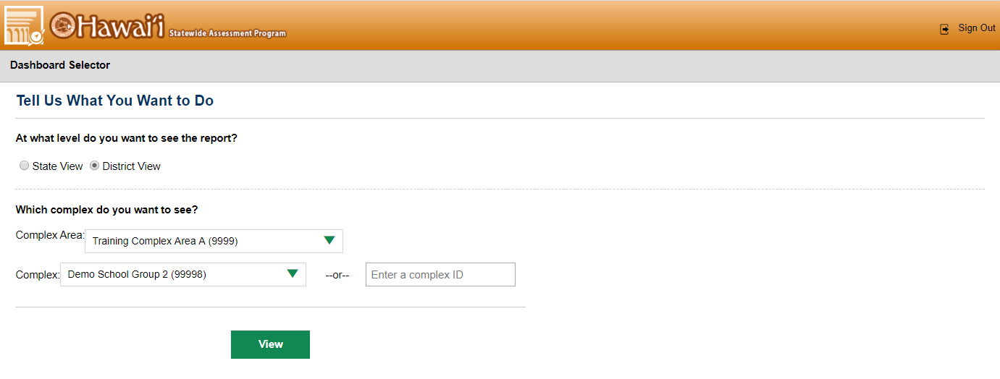 Hawai‘i Statewide Assessment Program
Sign Out
Dashboard Selector
Tell Us What You Want to Do
At what level do you want to see the report?
State View District View
Which complex do you want to see?
Complex Area: Training Complex Area A (9999)
Complex: Demo School Group 2 (99998) --or-- Enter a complex ID
View